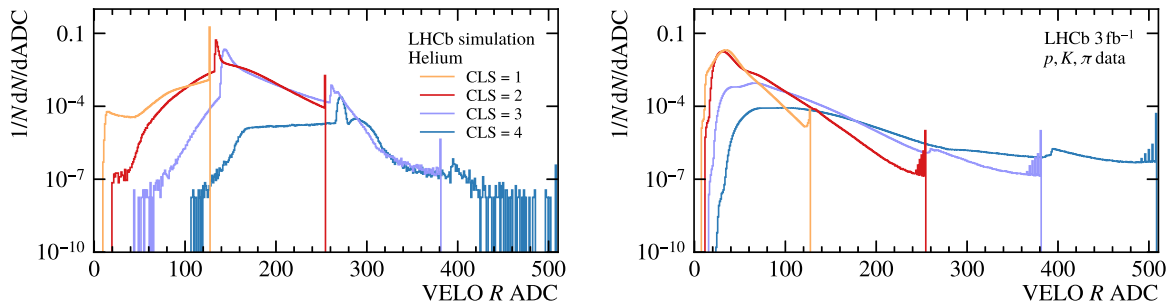 1/N dN/dADC
0.1
10⁻⁴
10⁻⁷
10⁻¹⁰
LHCb simulation
Helium
CLS = 1
CLS = 2
CLS = 3
CLS = 4
0 100 200 300 400 500
VELO R ADC
1/N dN/dADC
0.1
10⁻⁴
10⁻⁷
10⁻¹⁰
LHCb 3 fb⁻¹
p, K, π data
0 100 200 300 400 500
VELO R ADC